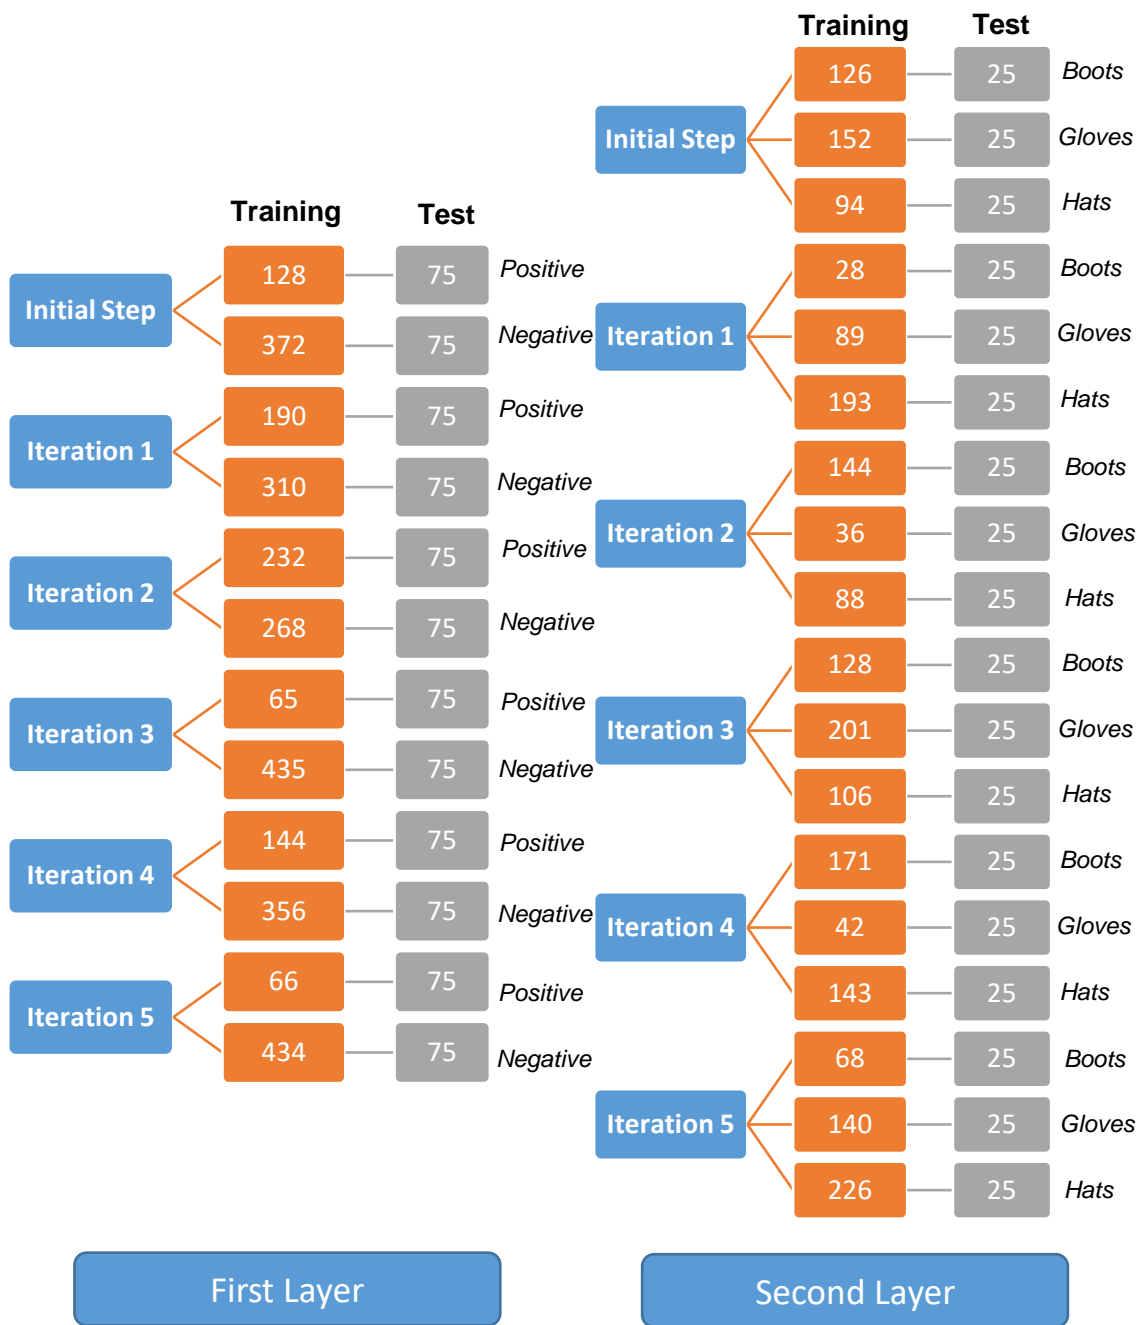 Training Test
Positive
Initial Step
128 75
372 75
Negative
Positive
Iteration 1
190 75
310 75
Negative
Positive
Iteration 2
232 75
268 75
Negative
Positive
Iteration 3
65 75
435 75
Negative
Positive
Iteration 4
144 75
356 75
Negative
Positive
Iteration 5
66 75
434 75
Negative
First Layer
Training Test
Initial Step
126 25 Boots
152 25 Gloves
94 25 Hats
Iteration 1
28 25 Boots
89 25 Gloves
193 25 Hats
Iteration 2
144 25 Boots
36 25 Gloves
88 25 Hats
Iteration 3
128 25 Boots
201 25 Gloves
106 25 Hats
Iteration 4
171 25 Boots
42 25 Gloves
143 25 Hats
Iteration 5
68 25 Boots
140 25 Gloves
226 25 Hats
Second Layer